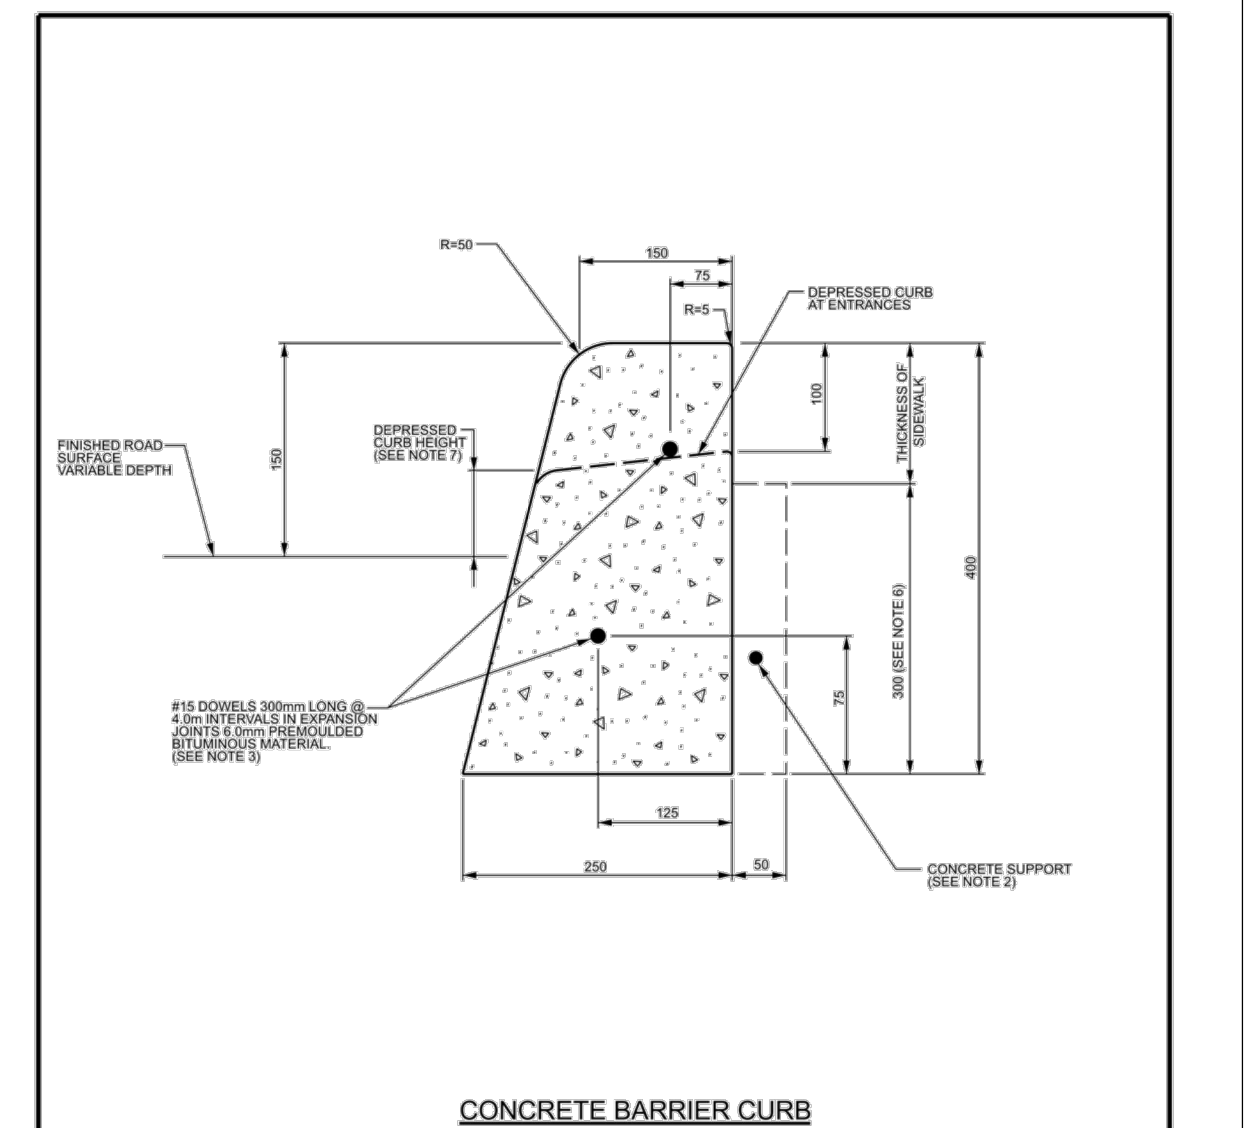 R=50
150
75
R=5
DEPRESSED CURB
AT ENTRANCES
100
THICKNESS OF
SIDEWALK
DEPRESSED
CURB HEIGHT
(SEE NOTE 7)
FINISHED ROAD
SURFACE
VARIABLE DEPTH
150
400
300 (SEE NOTE 6)
75
#15 DOWELS 300mm LONG @
4.0m INTERVALS IN EXPANSION
JOINTS 6.0mm PREMOULDED
BITUMINOUS MATERIAL.
(SEE NOTE 3)
125
250
50
CONCRETE SUPPORT
(SEE NOTE 2)
CONCRETE BARRIER CURB